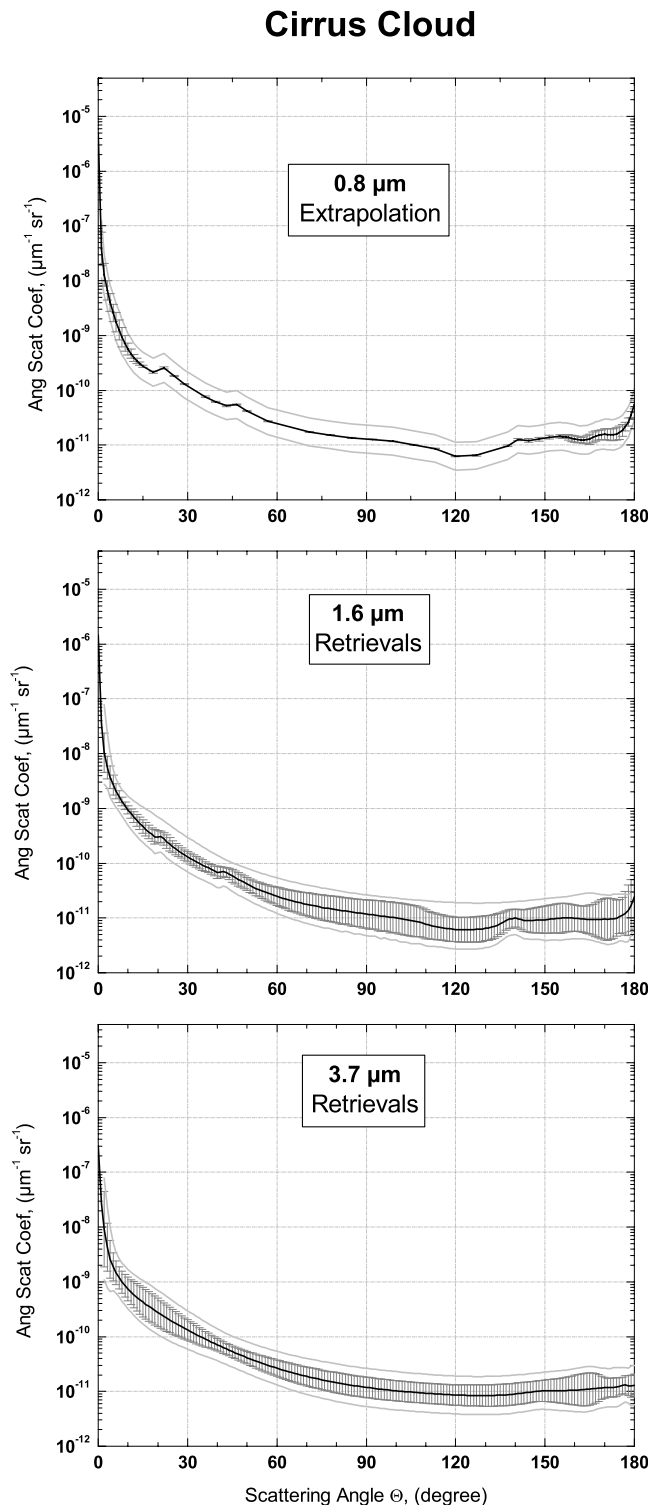 Cirrus Cloud
0.8 µm
Extrapolation
Ang Scat Coef, (µm⁻¹ sr⁻¹)
10⁻⁵
10⁻⁶
10⁻⁷
10⁻⁸
10⁻⁹
10⁻¹⁰
10⁻¹¹
10⁻¹²
0 30 60 90 120 150 180
1.6 µm
Retrievals
Ang Scat Coef, (µm⁻¹ sr⁻¹)
10⁻⁵
10⁻⁶
10⁻⁷
10⁻⁸
10⁻⁹
10⁻¹⁰
10⁻¹¹
10⁻¹²
0 30 60 90 120 150 180
3.7 µm
Retrievals
Ang Scat Coef, (µm⁻¹ sr⁻¹)
10⁻⁵
10⁻⁶
10⁻⁷
10⁻⁸
10⁻⁹
10⁻¹⁰
10⁻¹¹
10⁻¹²
0 30 60 90 120 150 180
Scattering Angle Θ, (degree)